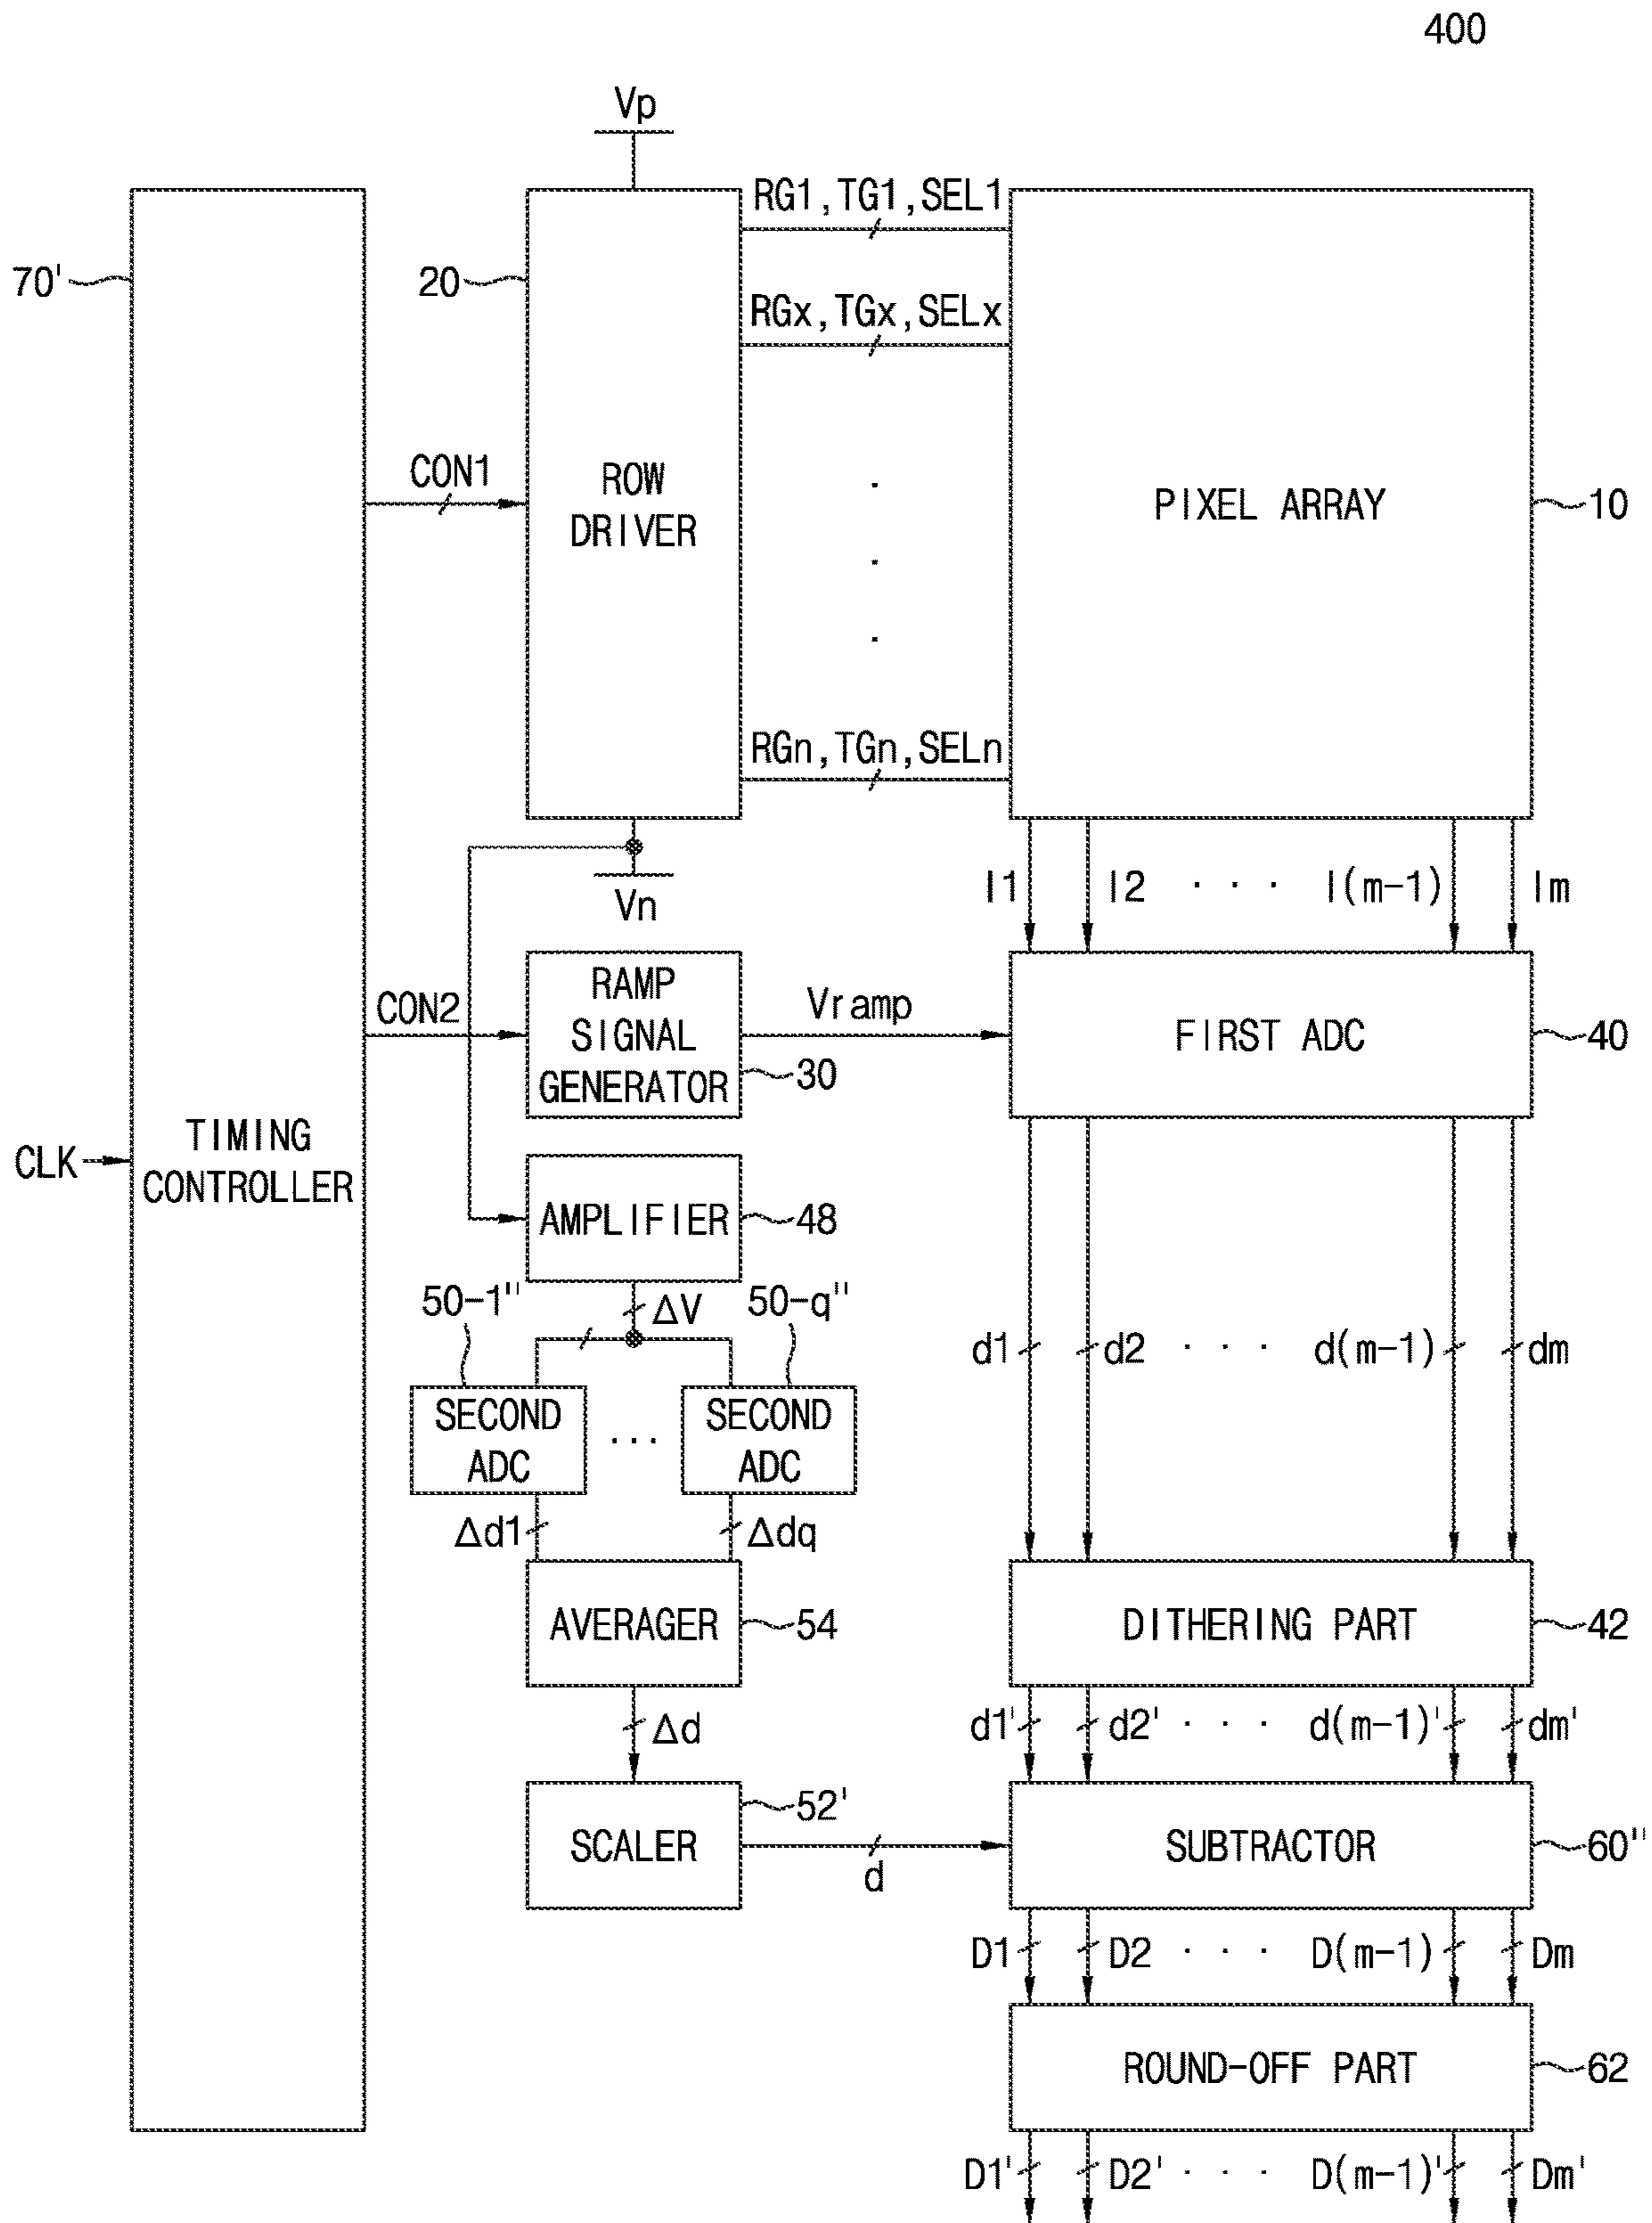 400
Vp
RG1,TG1,SEL1
70'
20
RGx,TGx,SELx
CON1
ROW
DRIVER
.
.
.
PIXEL ARRAY
10
RGn,TGn,SELn
Vn
I1
I2
· · ·
I(m-1)
Im
CON2
RAMP
SIGNAL
GENERATOR
30
Vramp
FIRST ADC
40
TIMING
CONTROLLER
CLK
AMPLIFIER
48
50-1''
ΔV
50-q''
SECOND
ADC
...
SECOND
ADC
d1
d2
· · ·
d(m-1)
dm
Δd1
Δdq
AVERAGER
54
DITHERING PART
42
Δd
d1'
d2'
· · ·
d(m-1)'
dm'
SCALER
52'
d
SUBTRACTOR
60''
D1
D2
· · ·
D(m-1)
Dm
ROUND-OFF PART
62
D1'
D2'
· · ·
D(m-1)'
Dm'